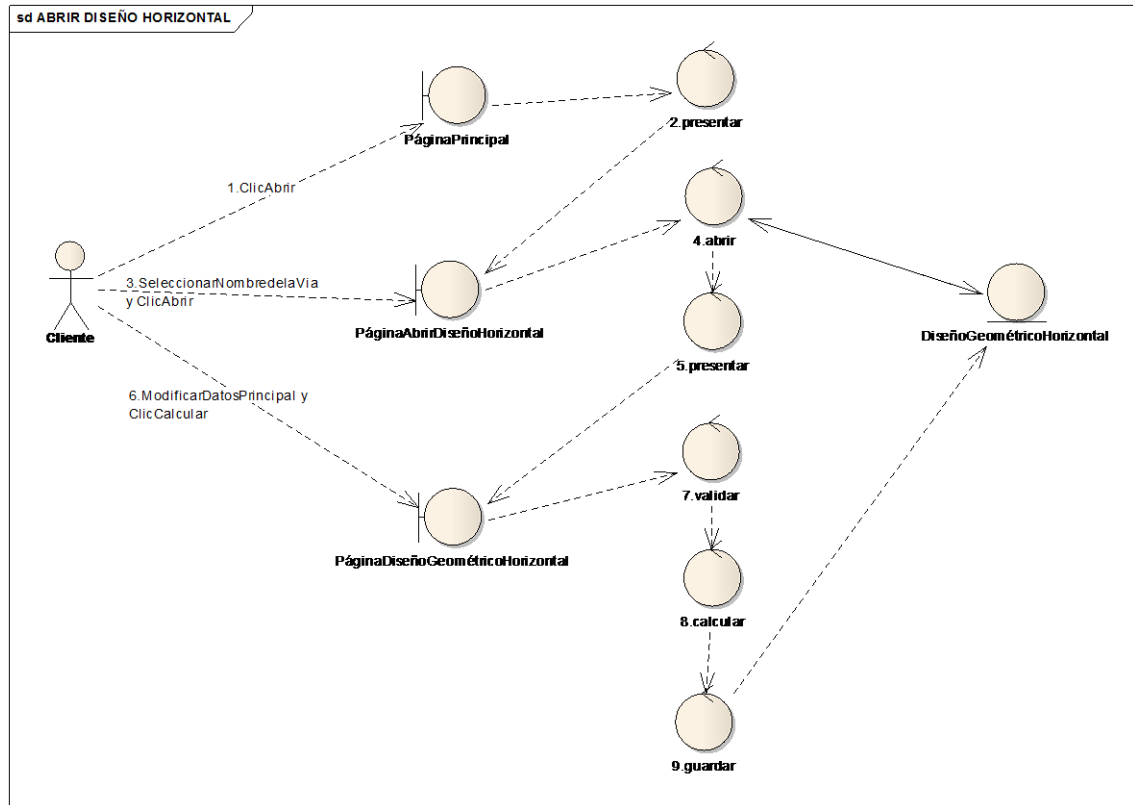 sd ABRIR DISEÑO HORIZONTAL
PáginaPrincipal
2.presentar
1.ClicAbrir
4.abrir
3.SeleccionarNombredelaVia
y ClicAbrir
Cliente
PáginaAbrirDiseñoHorizontal
DiseñoGeométricoHorizontal
5.presentar
6.ModificarDatosPrincipal y
ClicCalcular
7.validar
PáginaDiseñoGeométricoHorizontal
8.calcular
9.guardar